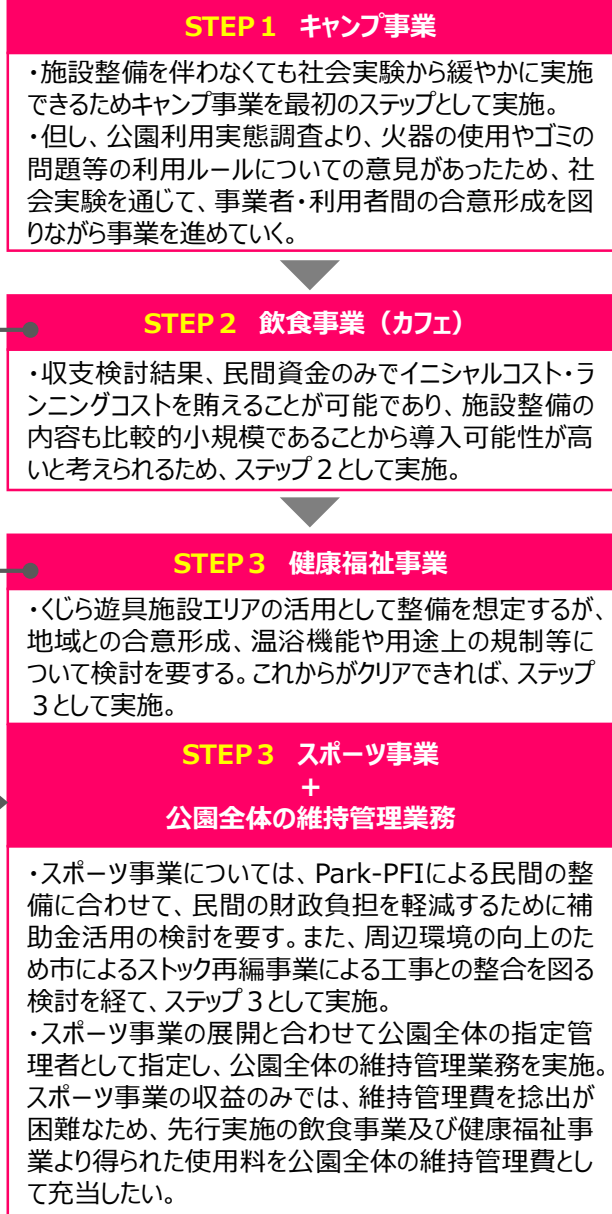 STEP1 キャンプ事業
・施設整備を伴わなくても社会実験から緩やかに実施
できるためキャンプ事業を最初のステップとして実施。
・但し、公園利用実態調査より、火器の使用やゴミの
問題等の利用ルールについての意見があったため、社
会実験を通じて、事業者・利用者間の合意形成を図
りながら事業を進めていく。
STEP2 飲食事業（カフェ）
・収支検討結果、民間資金のみでイニシャルコスト・ラ
ンニングコストを賄えることが可能であり、施設整備の
内容も比較的小規模であることから導入可能性が高
いと考えられるため、ステップ２として実施。
STEP3 健康福祉事業
・くじら遊具施設エリアの活用として整備を想定するが、
地域との合意形成、温浴機能や用途上の規制等に
ついて検討を要する。これからがクリアできれば、ステップ
３として実施。
STEP3 スポーツ事業
＋
公園全体の維持管理業務
・スポーツ事業については、Park-PFIによる民間の整
備に合わせて、民間の財政負担を軽減するために補
助金活用の検討を要す。また、周辺環境の向上のた
め市によるストック再編事業による工事との整合を図る
検討を経て、ステップ３として実施。
・スポーツ事業の展開と合わせて公園全体の指定管
理者として指定し、公園全体の維持管理業務を実施。
スポーツ事業の収益のみでは、維持管理費を捻出が
困難なため、先行実施の飲食事業及び健康福祉事
業より得られた使用料を公園全体の維持管理費とし
て充当したい。